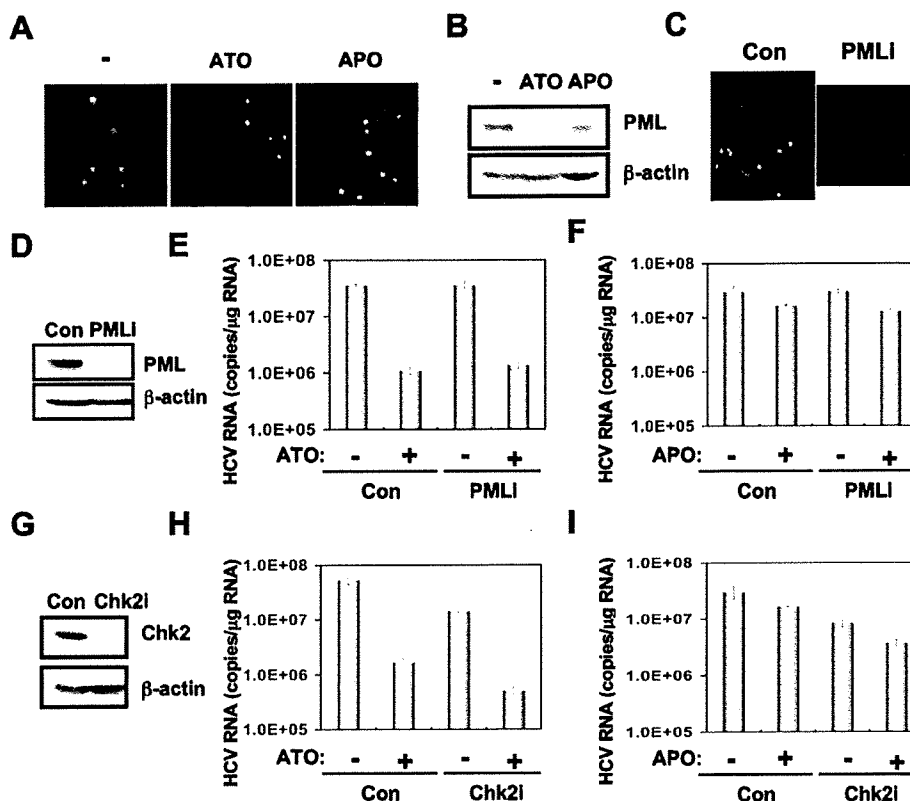 A
- ATO APO
B
- ATO APO
PML
β-actin
C
Con PMLi
D
Con PMLi
PML
β-actin
E
HCV RNA (copies/µg RNA)
1.0E+08
1.0E+07
1.0E+06
1.0E+05
ATO: - + - +
Con PMLi
F
HCV RNA (copies/µg RNA)
1.0E+08
1.0E+07
1.0E+06
1.0E+05
APO: - + - +
Con PMLi
G
Con Chk2i
Chk2
β-actin
H
HCV RNA (copies/µg RNA)
1.0E+08
1.0E+07
1.0E+06
1.0E+05
ATO: - + - +
Con Chk2i
I
HCV RNA (copies/µg RNA)
1.0E+08
1.0E+07
1.0E+06
1.0E+05
APO: - + - +
Con Chk2i